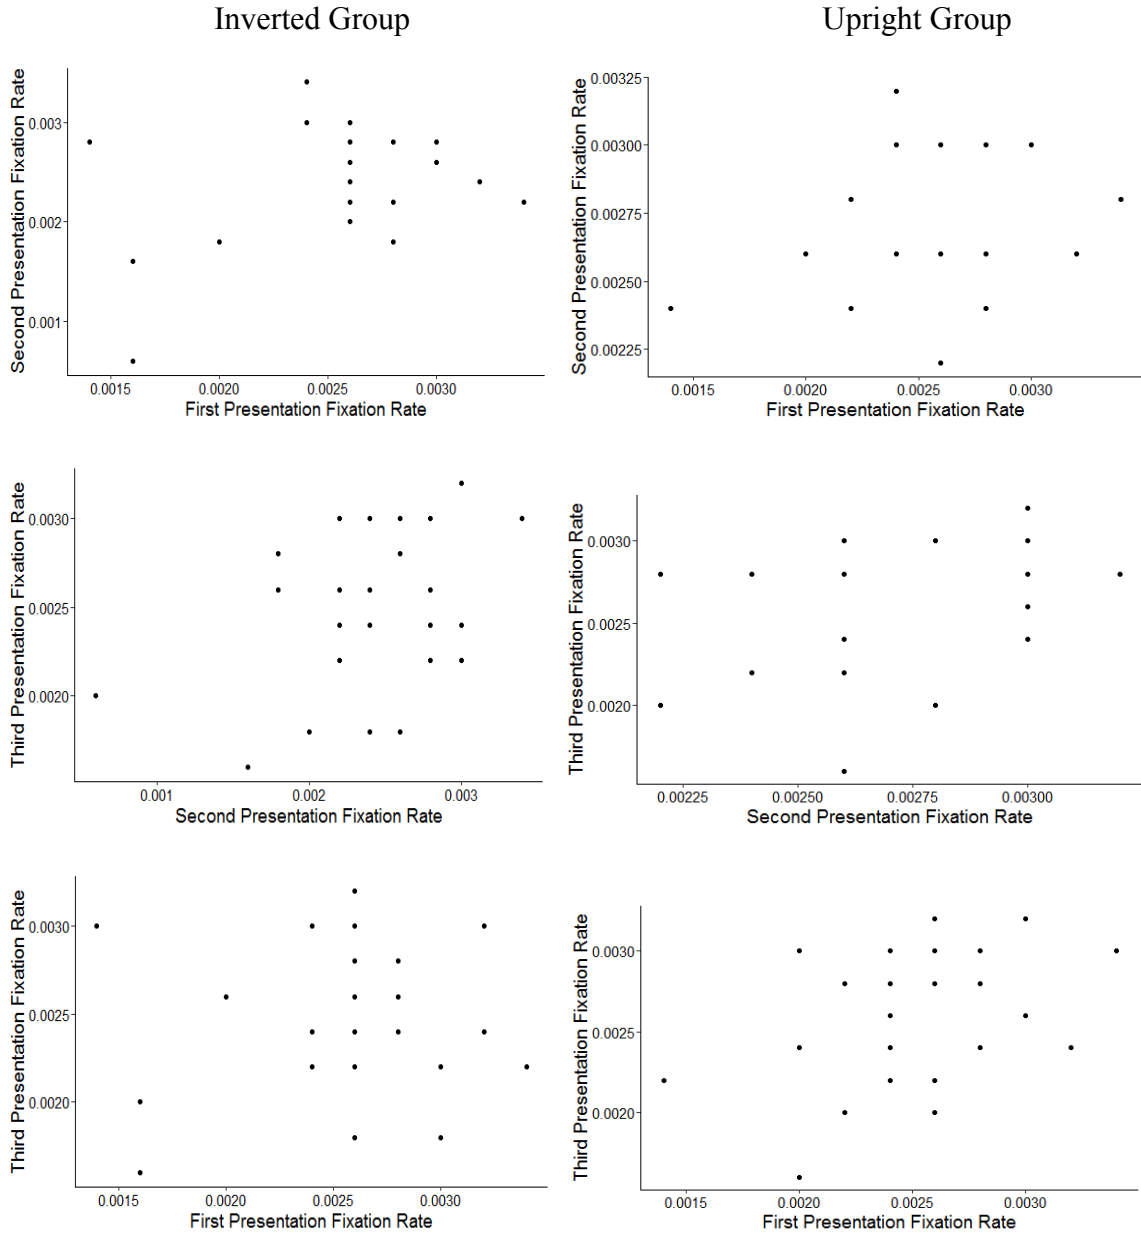 Inverted Group
Upright Group
Second Presentation Fixation Rate
0.003
0.002
0.001
0.0015 0.0020 0.0025 0.0030
First Presentation Fixation Rate
Second Presentation Fixation Rate
0.00325
0.00300
0.00275
0.00250
0.00225
0.0015 0.0020 0.0025 0.0030
First Presentation Fixation Rate
Third Presentation Fixation Rate
0.0030
0.0025
0.0020
0.001 0.002 0.003
Second Presentation Fixation Rate
Third Presentation Fixation Rate
0.0030
0.0025
0.0020
0.00225 0.00250 0.00275 0.00300
Second Presentation Fixation Rate
Third Presentation Fixation Rate
0.0030
0.0025
0.0020
0.0015 0.0020 0.0025 0.0030
First Presentation Fixation Rate
Third Presentation Fixation Rate
0.0030
0.0025
0.0020
0.0015 0.0020 0.0025 0.0030
First Presentation Fixation Rate